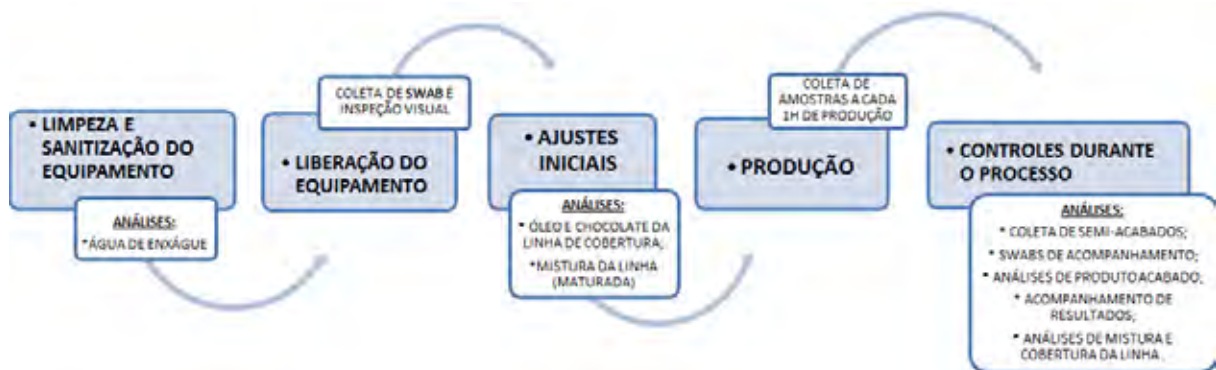 • LIMPEZA E
SANITIZAÇÃO DO
EQUIPAMENTO
ANÁLISES:
*ÁGUA DE ENXÁGUE
COLETA DE SWAB E
INSPEÇÃO VISUAL
• LIBERAÇÃO DO
EQUIPAMENTO
• AJUSTES
INICIAIS
ANÁLISES:
* ÓLEO E CHOCOLATE DA
LINHA DE COBERTURA;
*MISTURA DA LINHA
(MATURADA)
COLETA DE
AMOSTRAS A CADA
1H DE PRODUÇÃO
• PRODUÇÃO
• CONTROLES DURANTE
O PROCESSO
ANÁLISES:
* COLETA DE SEMI-ACABADOS;
* SWABS DE ACOMPANHAMENTO;
* ANÁLISES DE PRODUTO ACABADO;
* ACOMPANHAMENTO DE
RESULTADOS;
* ANÁLISES DE MISTURA E
COBERTURA DA LINHA.